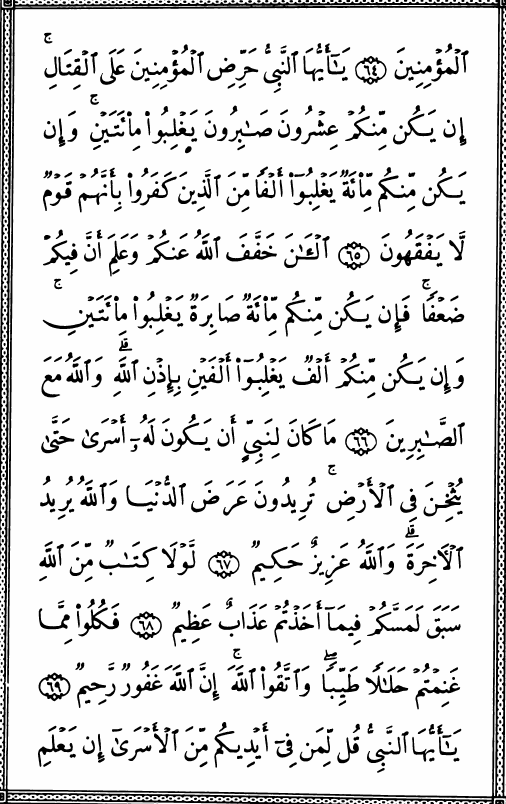 ٱلْمُؤْمِنِينَ ﴿٦٤﴾ يَٰٓأَيُّهَا ٱلنَّبِىُّ حَرِّضِ ٱلْمُؤْمِنِينَ عَلَى ٱلْقِتَالِ ۚ
إِن يَكُن مِّنكُمْ عِشْرُونَ صَٰبِرُونَ يَغْلِبُوا۟ مِا۟ئَتَيْنِ ۚ وَإِن
يَكُن مِّنكُم مِّا۟ئَةٌ يَغْلِبُوٓا۟ أَلْفًا مِّنَ ٱلَّذِينَ كَفَرُوا۟ بِأَنَّهُمْ قَوْمٌ
لَّا يَفْقَهُونَ ﴿٦٥﴾ ٱلْـَٰٔنَ خَفَّفَ ٱللَّهُ عَنكُمْ وَعَلِمَ أَنَّ فِيكُمْ
ضَعْفًا ۚ فَإِن يَكُن مِّنكُم مِّا۟ئَةٌ صَابِرَةٌ يَغْلِبُوا۟ مِا۟ئَتَيْنِ ۚ
وَإِن يَكُن مِّنكُمْ أَلْفٌ يَغْلِبُوٓا۟ أَلْفَيْنِ بِإِذْنِ ٱللَّهِ ۗ وَٱللَّهُ مَعَ
ٱلصَّٰبِرِينَ ﴿٦٦﴾ مَا كَانَ لِنَبِىٍّ أَن يَكُونَ لَهُۥٓ أَسْرَىٰ حَتَّىٰ
يُثْخِنَ فِى ٱلْأَرْضِ ۚ تُرِيدُونَ عَرَضَ ٱلدُّنْيَا وَٱللَّهُ يُرِيدُ
ٱلْـَٔاخِرَةَ ۗ وَٱللَّهُ عَزِيزٌ حَكِيمٌ ﴿٦٧﴾ لَّوْلَا كِتَٰبٌ مِّنَ ٱللَّهِ
سَبَقَ لَمَسَّكُمْ فِيمَآ أَخَذْتُمْ عَذَابٌ عَظِيمٌ ﴿٦٨﴾ فَكُلُوا۟ مِمَّا
غَنِمْتُمْ حَلَٰلًا طَيِّبًا ۖ وَٱتَّقُوا۟ ٱللَّهَ ۚ إِنَّ ٱللَّهَ غَفُورٌ رَّحِيمٌ ﴿٦٩﴾
يَٰٓأَيُّهَا ٱلنَّبِىُّ قُل لِّمَن فِىٓ أَيْدِيكُم مِّنَ ٱلْأَسْرَىٰٓ إِن يَعْلَمِ